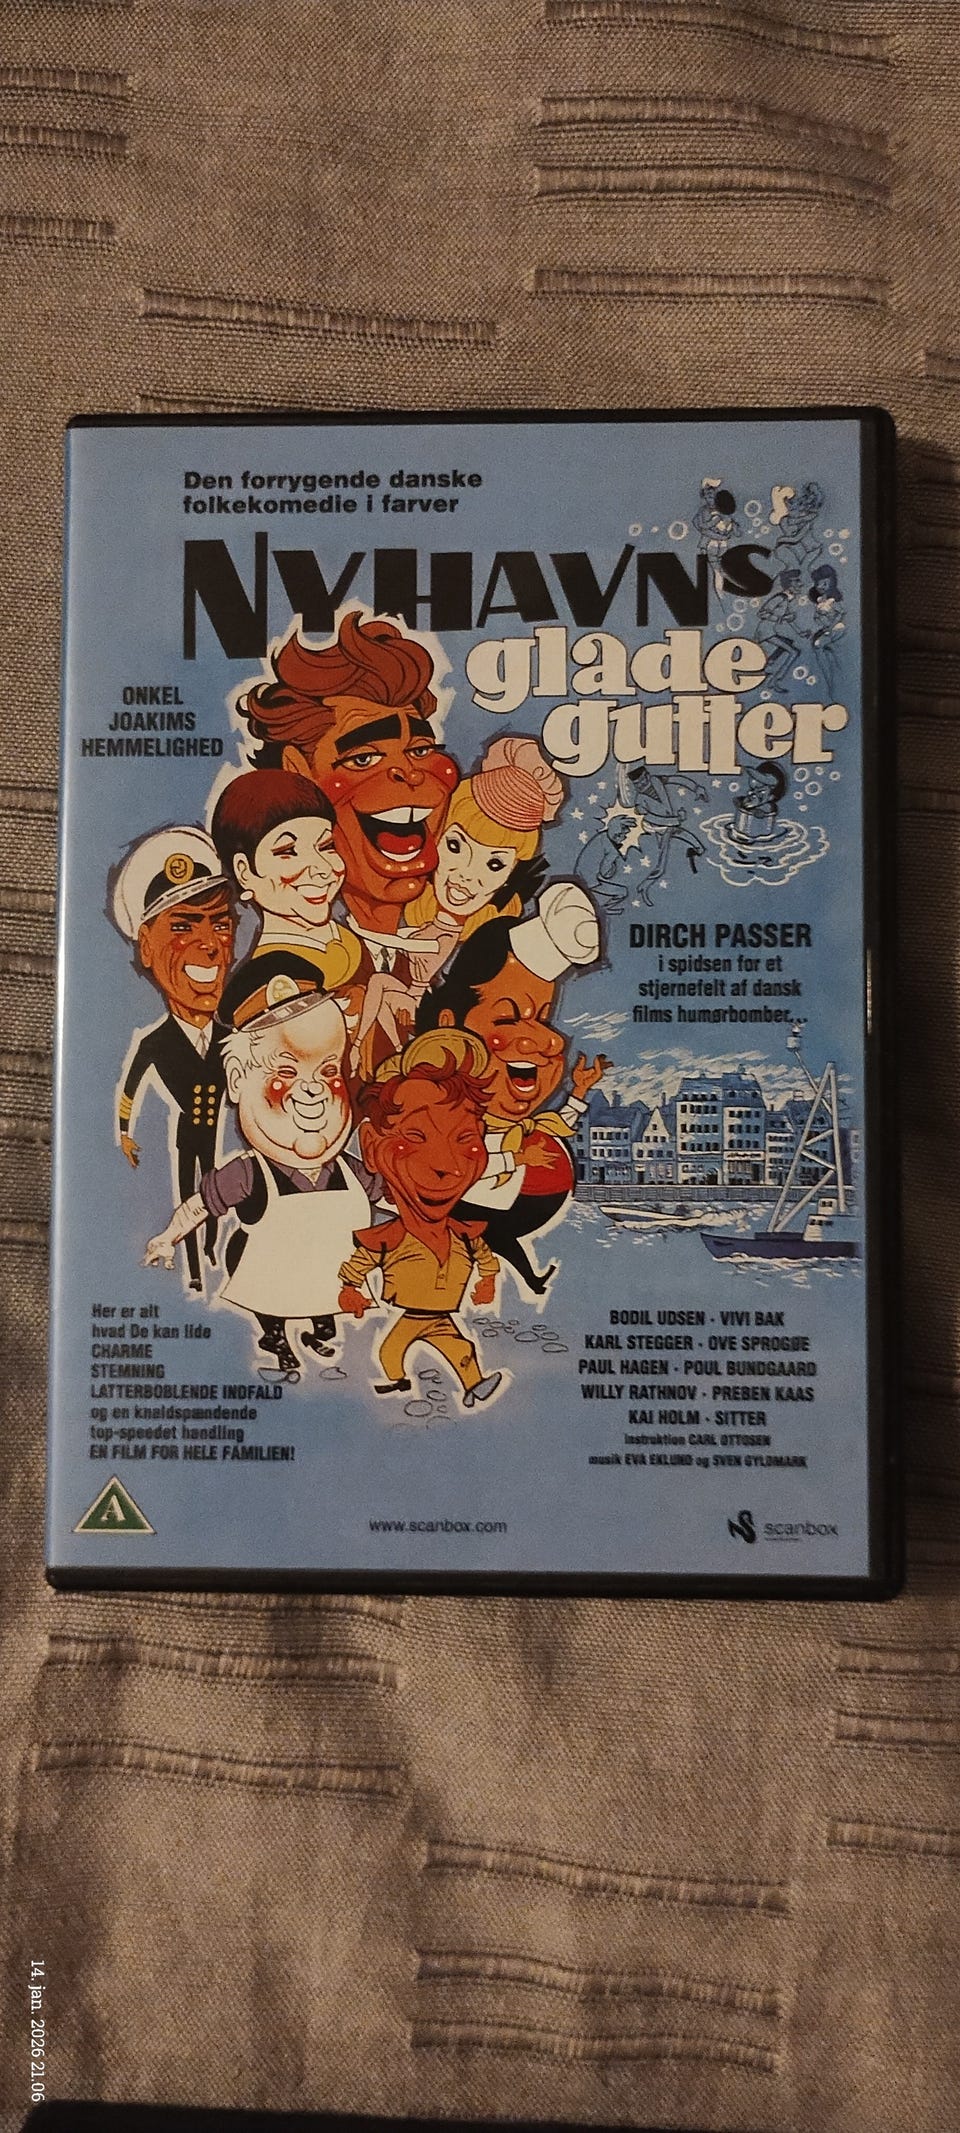 Den forrygende danske
folkekomedie i farver
NYHAVNS
glade
gutter
ONKEL
JOAKIMS
HEMMELIGHED
DIRCH PASSER
i spidsen for et
stjernefelt af dansk
films humørbomber...
Her er alt
hvad De kan lide
CHARME
STEMNING
LATTERBOBLENDE INDFALD
og en knaldspændende
top-speedet handling
EN FILM FOR HELE FAMILIEN!
BODIL UDSEN · VIVI BAK
KARL STEGGER · OVE SPROGØE
PAUL HAGEN · POUL BUNDGAARD
WILLY RATHNOV · PREBEN KAAS
KAI HOLM · SITTER
instruktion CARL OTTOSEN
musik EVA EKLUND og SVEN GYLDMARK
A
www.scanbox.com
scanbox
14. jan. 2026 21.06